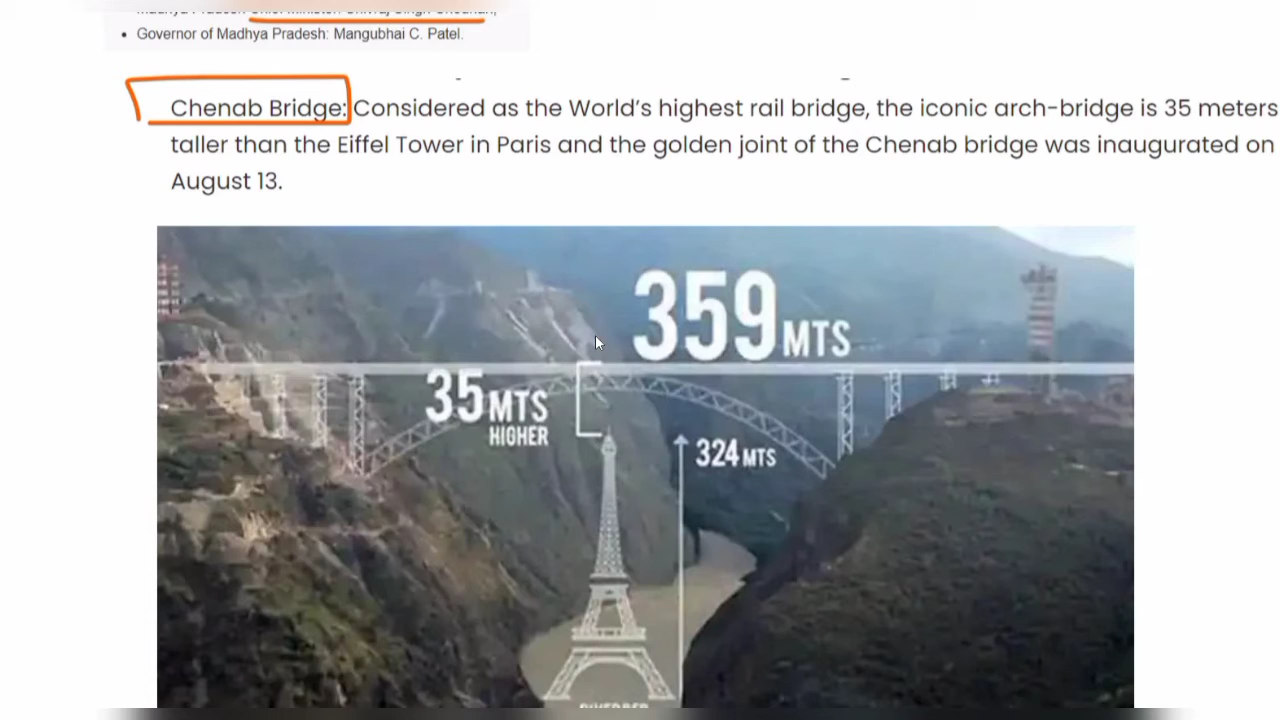 Governor of Madhya Pradesh: Mangubhai C. Patel.
Chenab Bridge: Considered as the World's highest rail bridge, the iconic arch-bridge is 35 meters
taller than the Eiffel Tower in Paris and the golden joint of the Chenab bridge was inaugurated on
August 13.
359 MTS
35 MTS
HIGHER
324 MTS